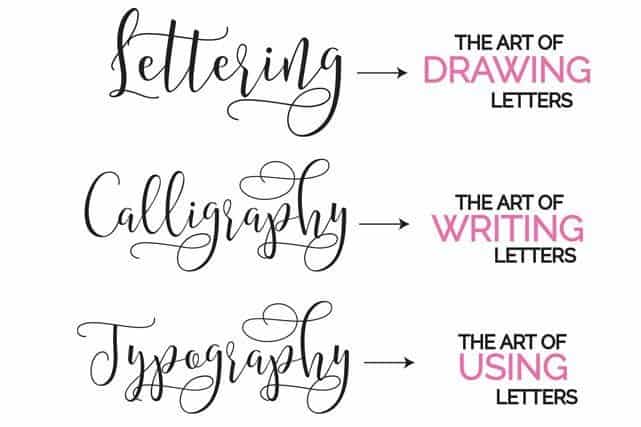 Lettering
THE ART OF
DRAWING
LETTERS
Calligraphy
THE ART OF
WRITING
LETTERS
Typography
THE ART OF
USING
LETTERS